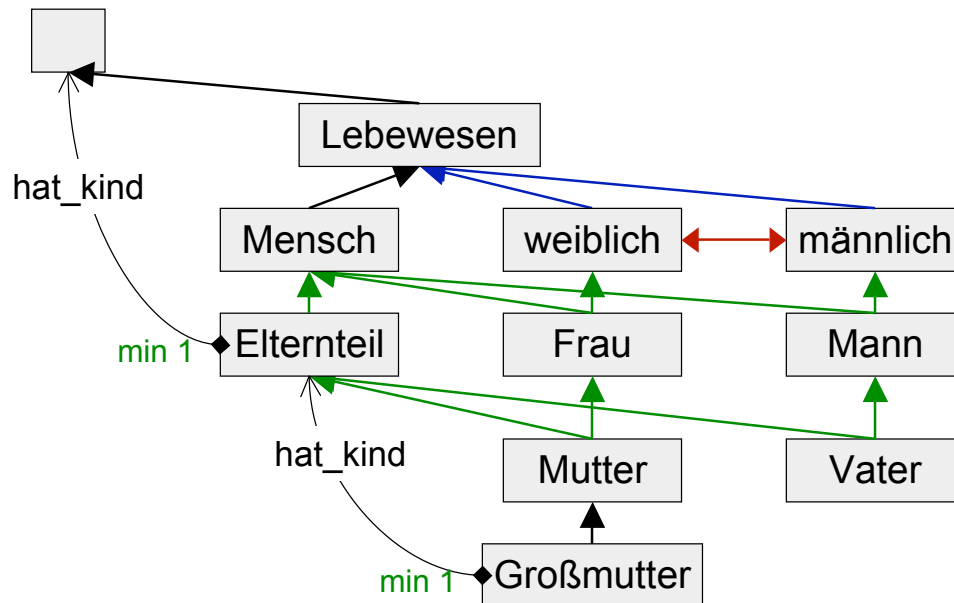 Lebewesen
hat_kind
Mensch
weiblich
männlich
min 1
Elternteil
Frau
Mann
hat_kind
Mutter
Vater
min 1
Großmutter